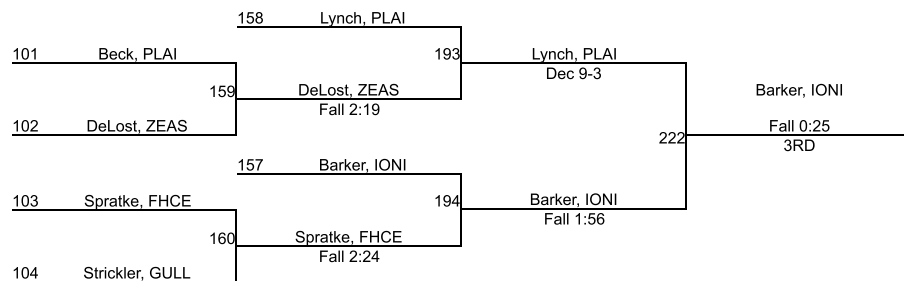 158 Lynch, PLAI
101 Beck, PLAI
193 Lynch, PLAI
Dec 9-3
159 DeLost, ZEAS
Fall 2:19
Barker, IONI
102 DeLost, ZEAS
Fall 0:25
222
3RD
157 Barker, IONI
103 Spratke, FHCE
194 Barker, IONI
Fall 1:56
160 Spratke, FHCE
Fall 2:24
104 Strickler, GULL